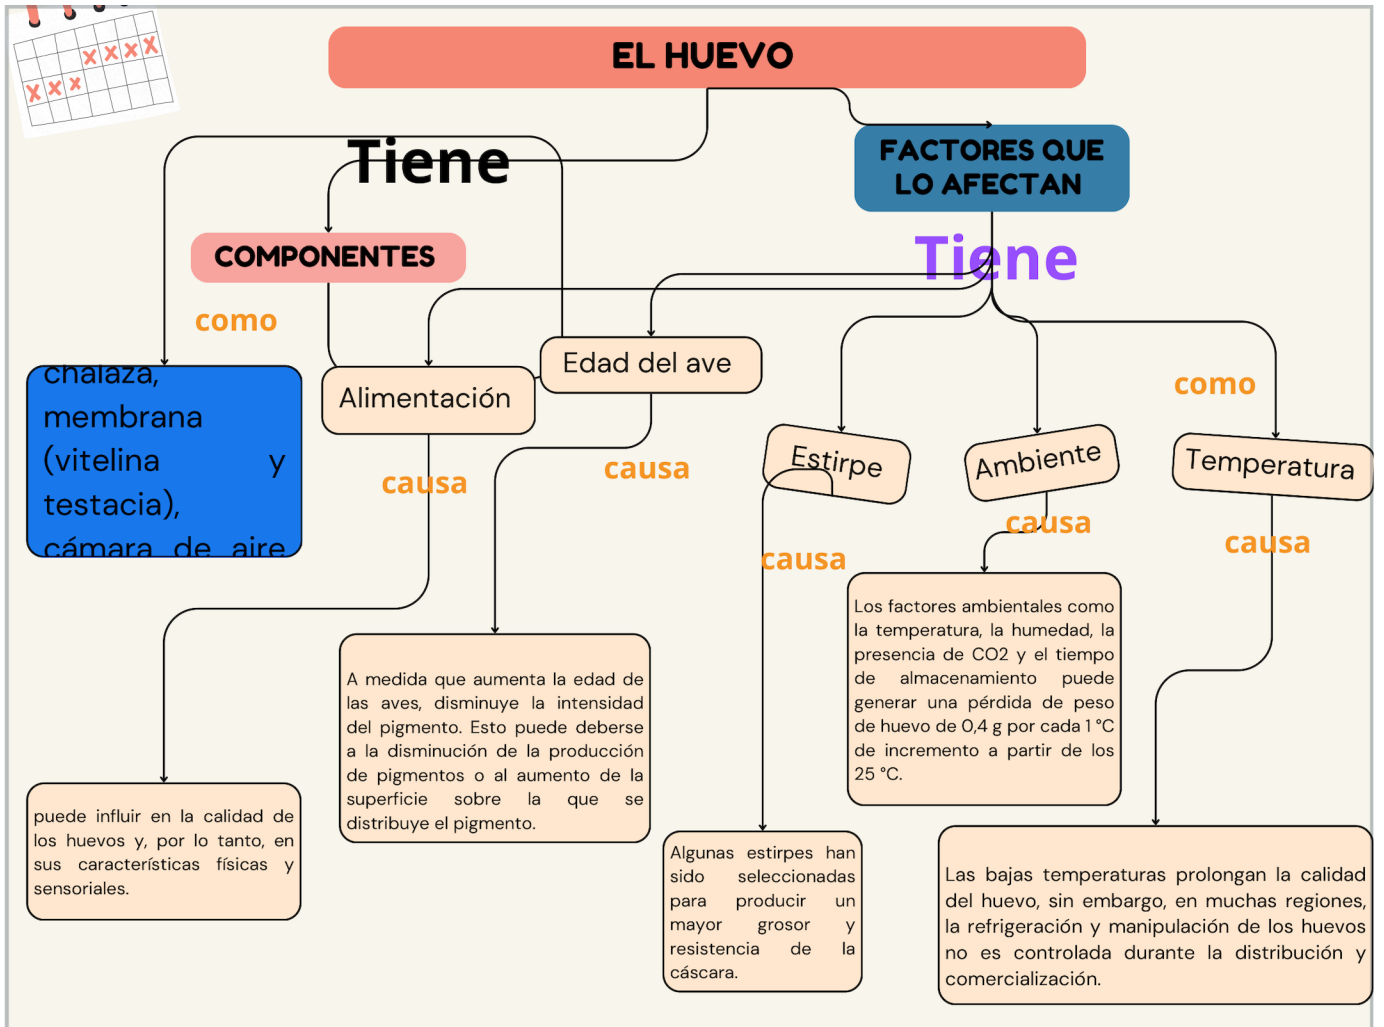 EL HUEVO
Tiene
FACTORES QUE
LO AFECTAN
Tiene
COMPONENTES
como
chalaza,
membrana
(vitelina y
testacia),
cámara de aire
Alimentación
Edad del ave
Estirpe
Ambiente
como
Temperatura
causa
causa
causa
causa
causa
puede influir en la calidad de
los huevos y, por lo tanto, en
sus características físicas y
sensoriales.
A medida que aumenta la edad de
las aves, disminuye la intensidad
del pigmento. Esto puede deberse
a la disminución de la producción
de pigmentos o al aumento de la
superficie sobre la que se
distribuye el pigmento.
Algunas estirpes han
sido seleccionadas
para producir un
mayor grosor y
resistencia de la
cáscara.
Los factores ambientales como
la temperatura, la humedad, la
presencia de CO2 y el tiempo
de almacenamiento puede
generar una pérdida de peso
de huevo de 0,4 g por cada 1 °C
de incremento a partir de los
25 °C.
Las bajas temperaturas prolongan la calidad
del huevo, sin embargo, en muchas regiones,
la refrigeración y manipulación de los huevos
no es controlada durante la distribución y
comercialización.